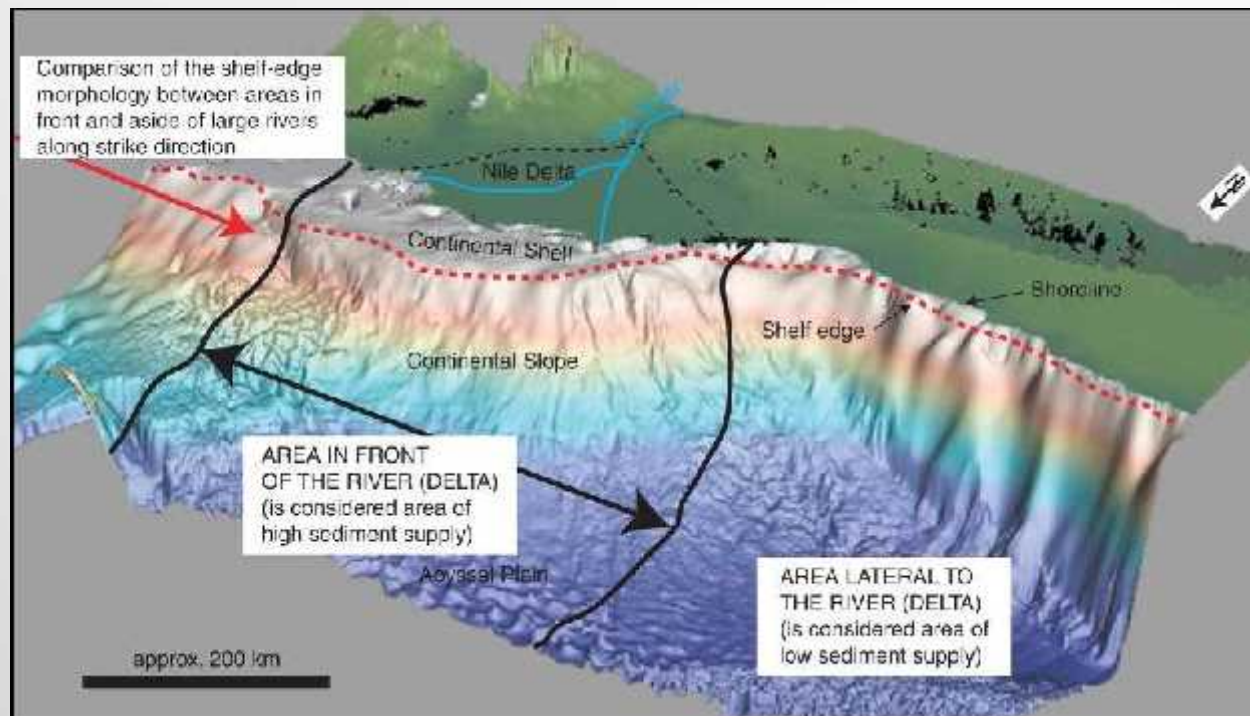 Comparison of the shelf-edge
morphology between areas in
front and aside of large rivers
along strike direction
Nile Delta
Continental Shelf
Shoreline
Shelf edge
Continental Slope
AREA IN FRONT
OF THE RIVER (DELTA)
(is considered area of
high sediment supply)
Abyssal Plain
AREA LATERAL TO
THE RIVER (DELTA)
(is considered area of
low sediment supply)
approx. 200 km